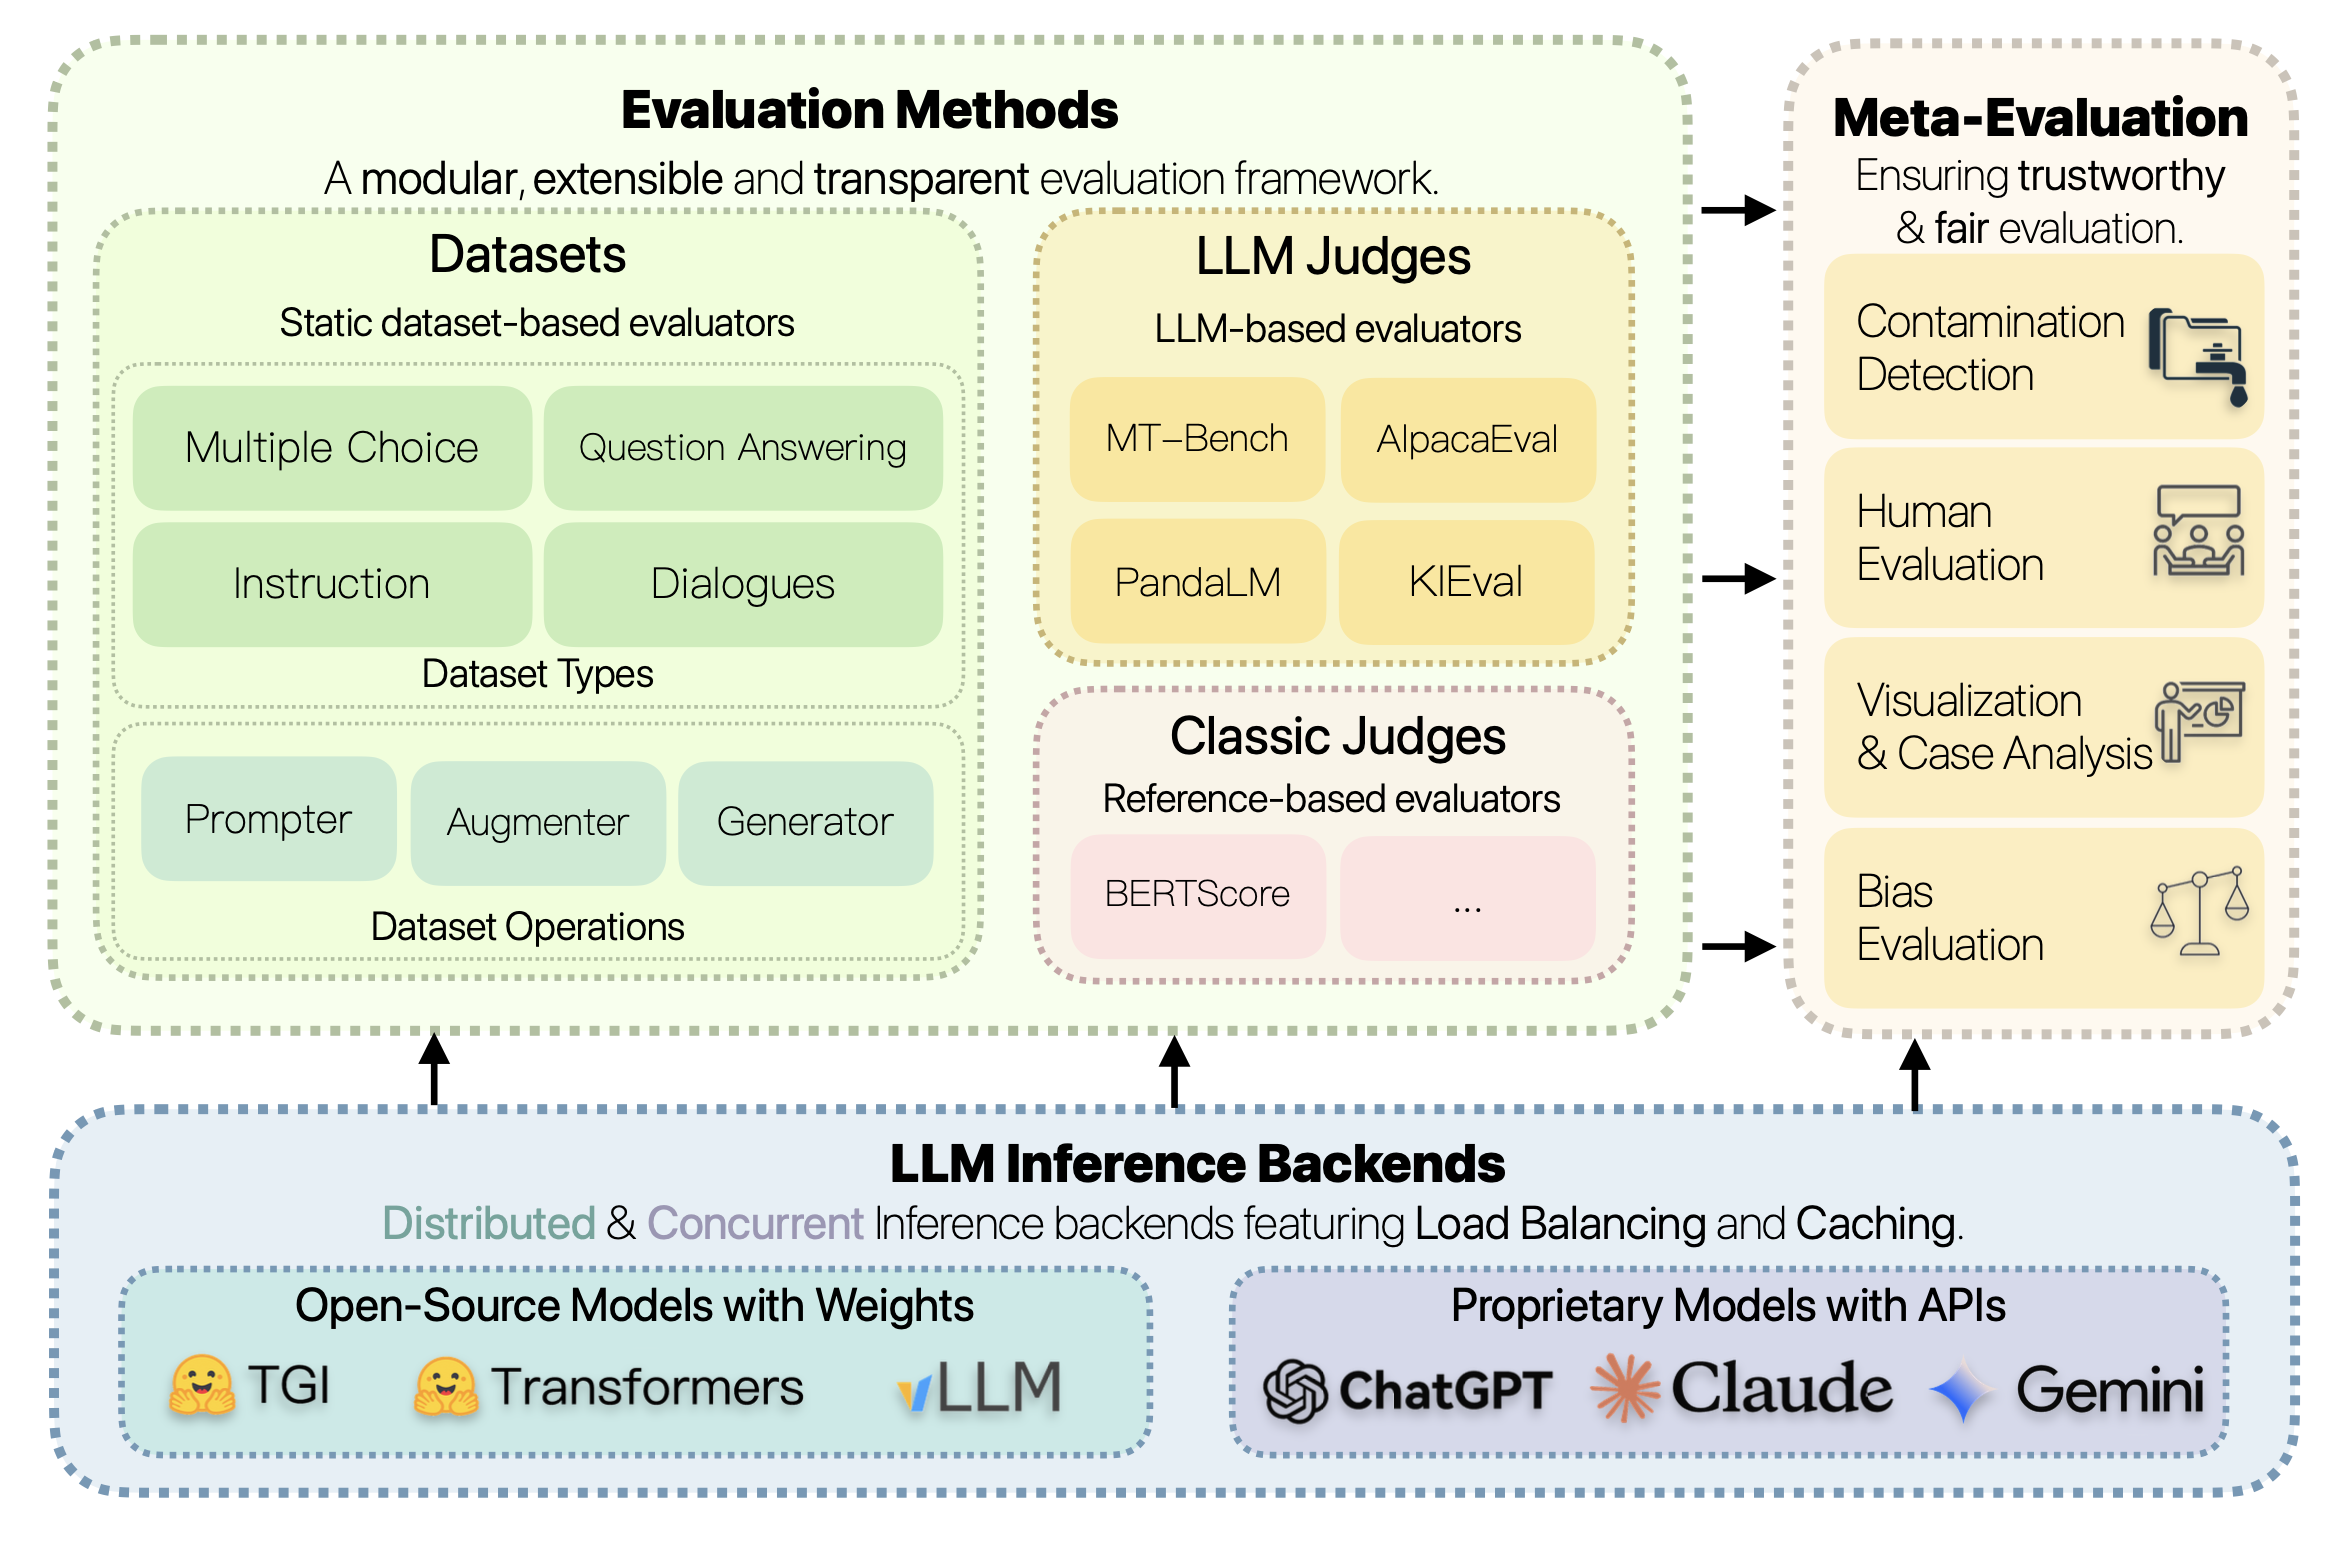 Evaluation Methods
A modular, extensible and transparent evaluation framework.
Datasets
Static dataset-based evaluators
Multiple Choice
Question Answering
Instruction
Dialogues
Dataset Types
Prompter
Augmenter
Generator
Dataset Operations
LLM Judges
LLM-based evaluators
MT-Bench
AlpacaEval
PandaLM
KIEval
Classic Judges
Reference-based evaluators
BERTScore
...
Meta-Evaluation
Ensuring trustworthy
& fair evaluation.
Contamination
Detection
Human
Evaluation
Visualization
& Case Analysis
Bias
Evaluation
LLM Inference Backends
Distributed & Concurrent Inference backends featuring Load Balancing and Caching.
Open-Source Models with Weights
TGI
Transformers
vLLM
Proprietary Models with APIs
ChatGPT
Claude
Gemini